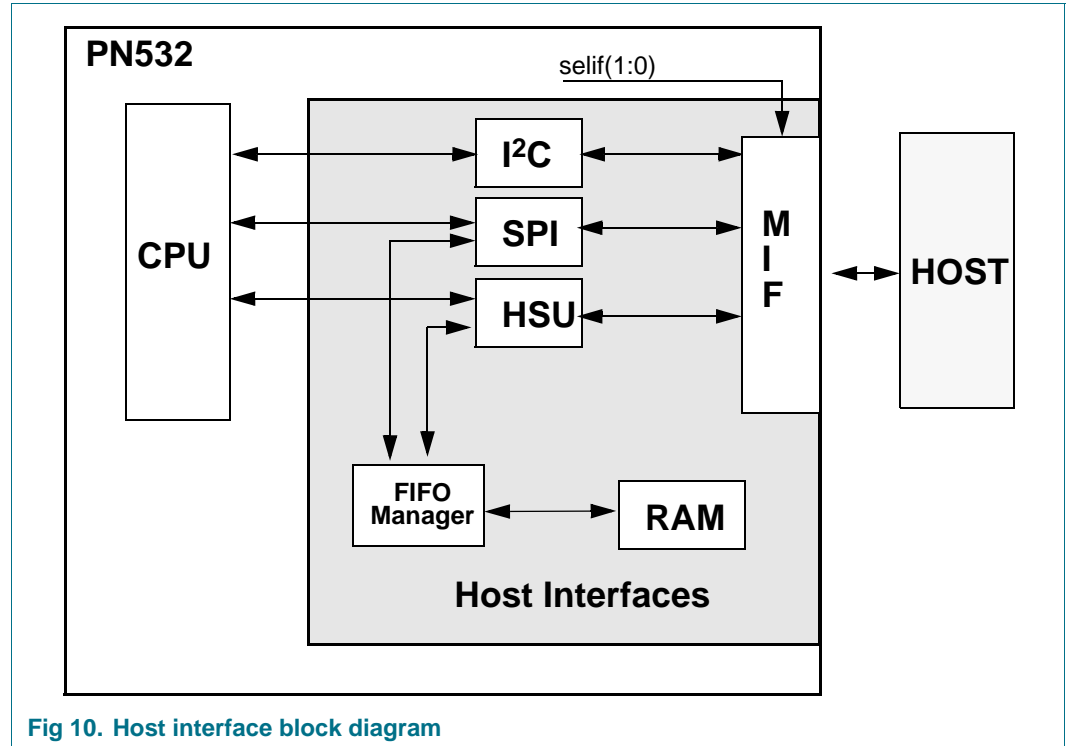 PN532
selif(1:0)
I²C
SPI
HSU
CPU
M
I
F
HOST
FIFO
Manager
RAM
Host Interfaces
Fig 10. Host interface block diagram